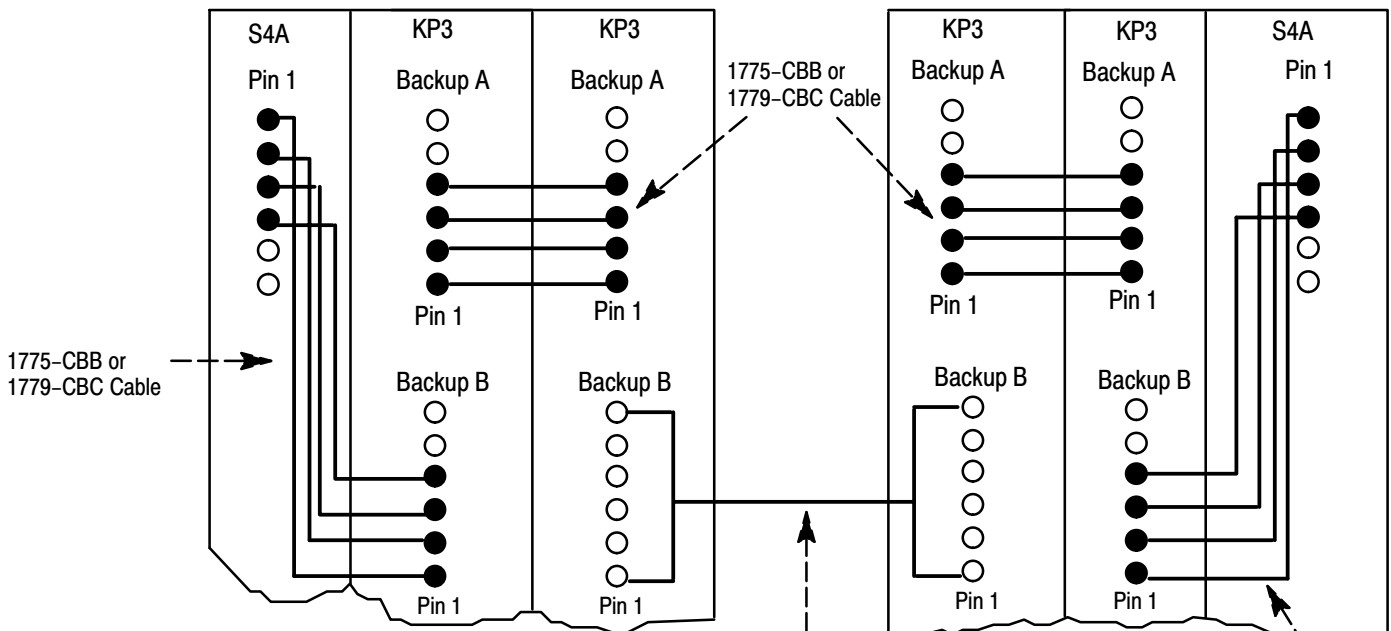 S4A
KP3
KP3
KP3
KP3
S4A
Pin 1
Backup A
Backup A
1775–CBB or
1779–CBC Cable
Backup A
Backup A
Pin 1
Pin 1
Pin 1
Pin 1
Pin 1
1775–CBB or
1779–CBC Cable
Backup B
Backup B
Backup B
Backup B
Pin 1
Pin 1
Pin 1
Pin 1